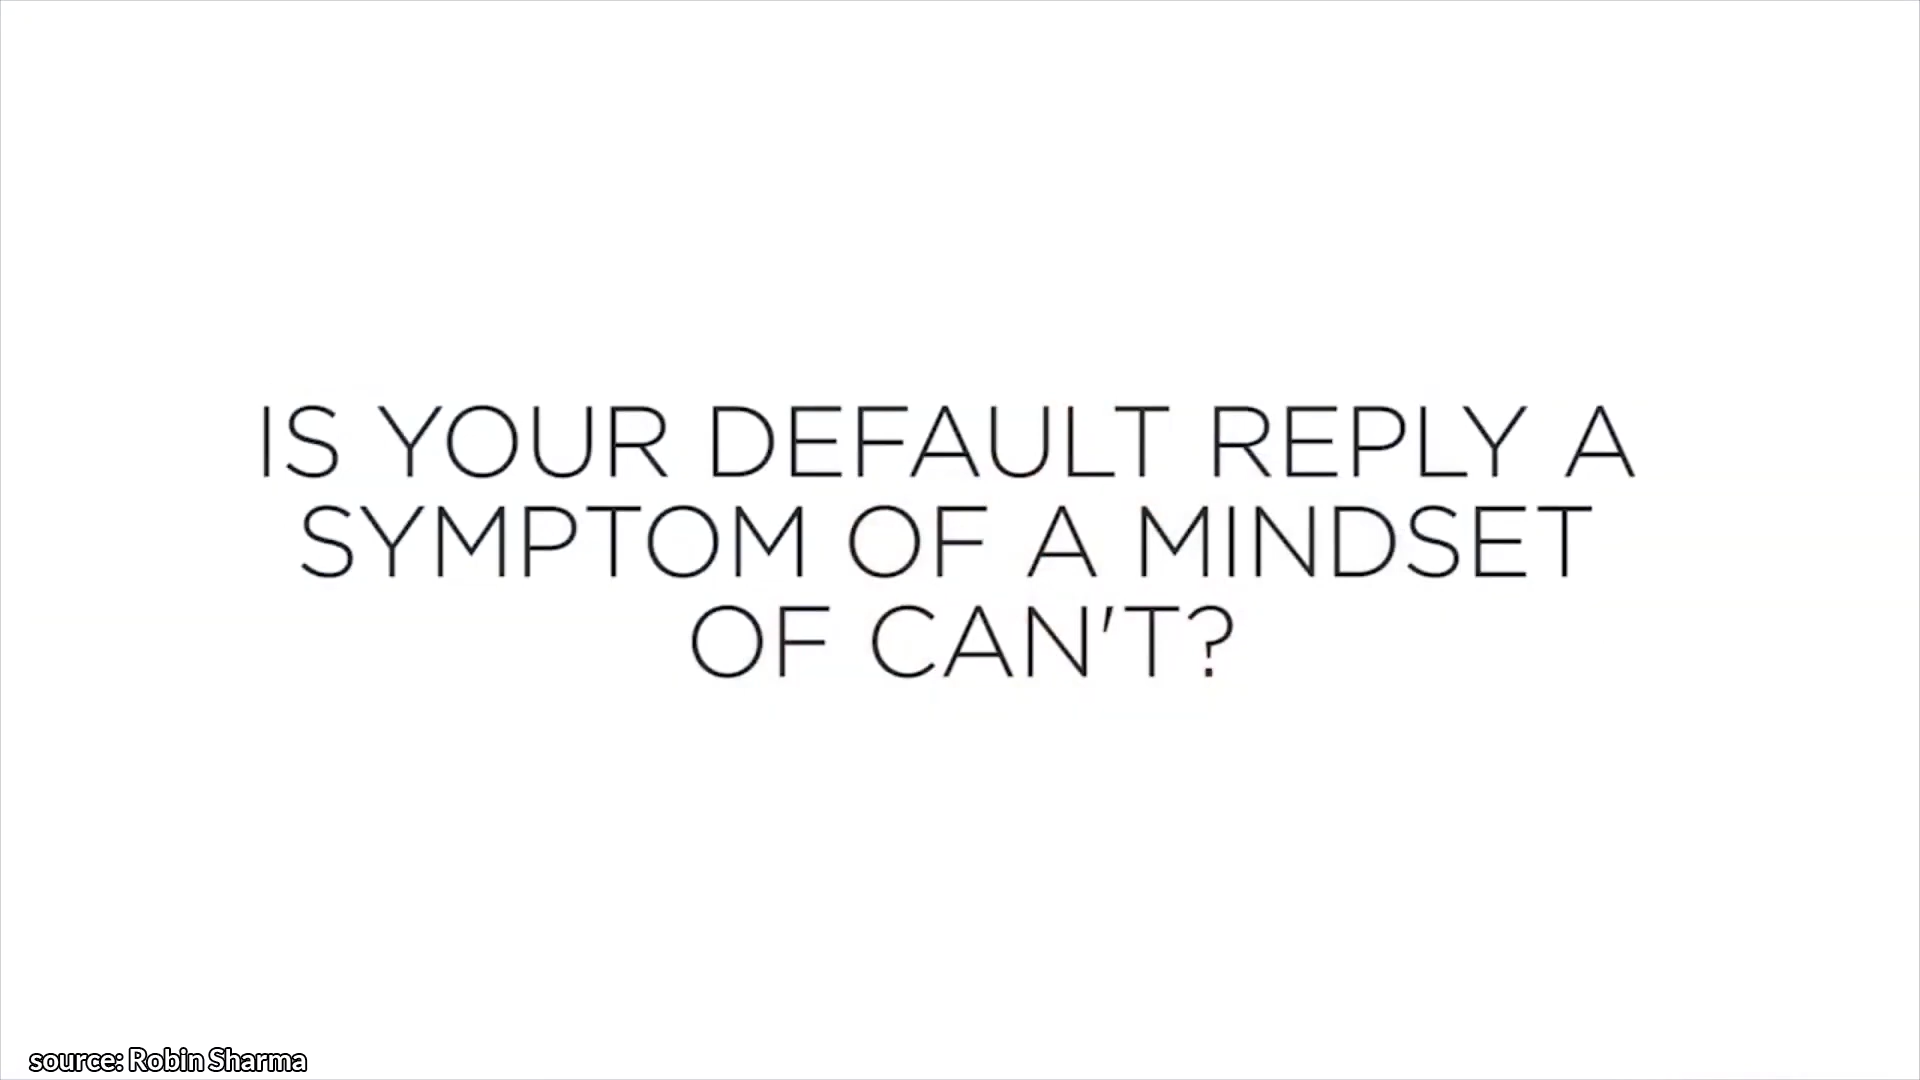 IS YOUR DEFAULT REPLY A
SYMPTOM OF A MINDSET
OF CAN'T?
source: Robin Sharma